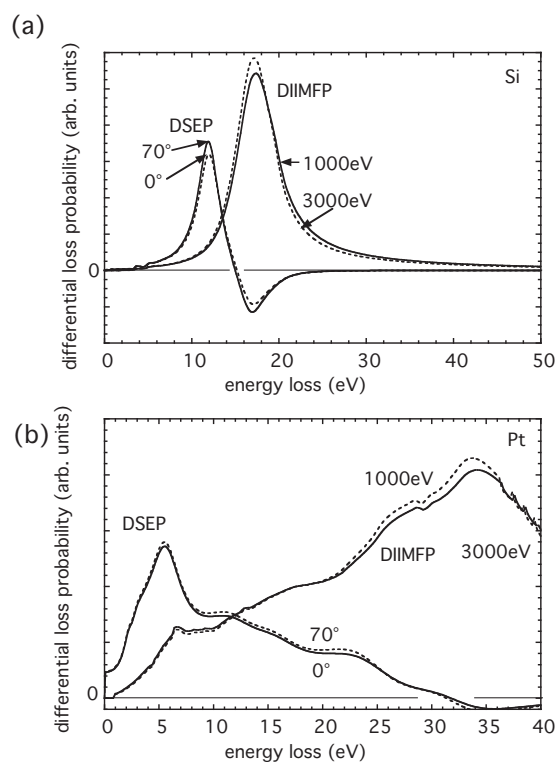 (a)
Si
DIIMFP
DSEP
70°
0°
1000eV
3000eV
0
differential loss probability (arb. units)
0 10 20 30 40 50
energy loss (eV)
(b)
Pt
1000eV
DSEP
DIIMFP
3000eV
70°
0°
0
differential loss probability (arb. units)
0 5 10 15 20 25 30 35 40
energy loss (eV)